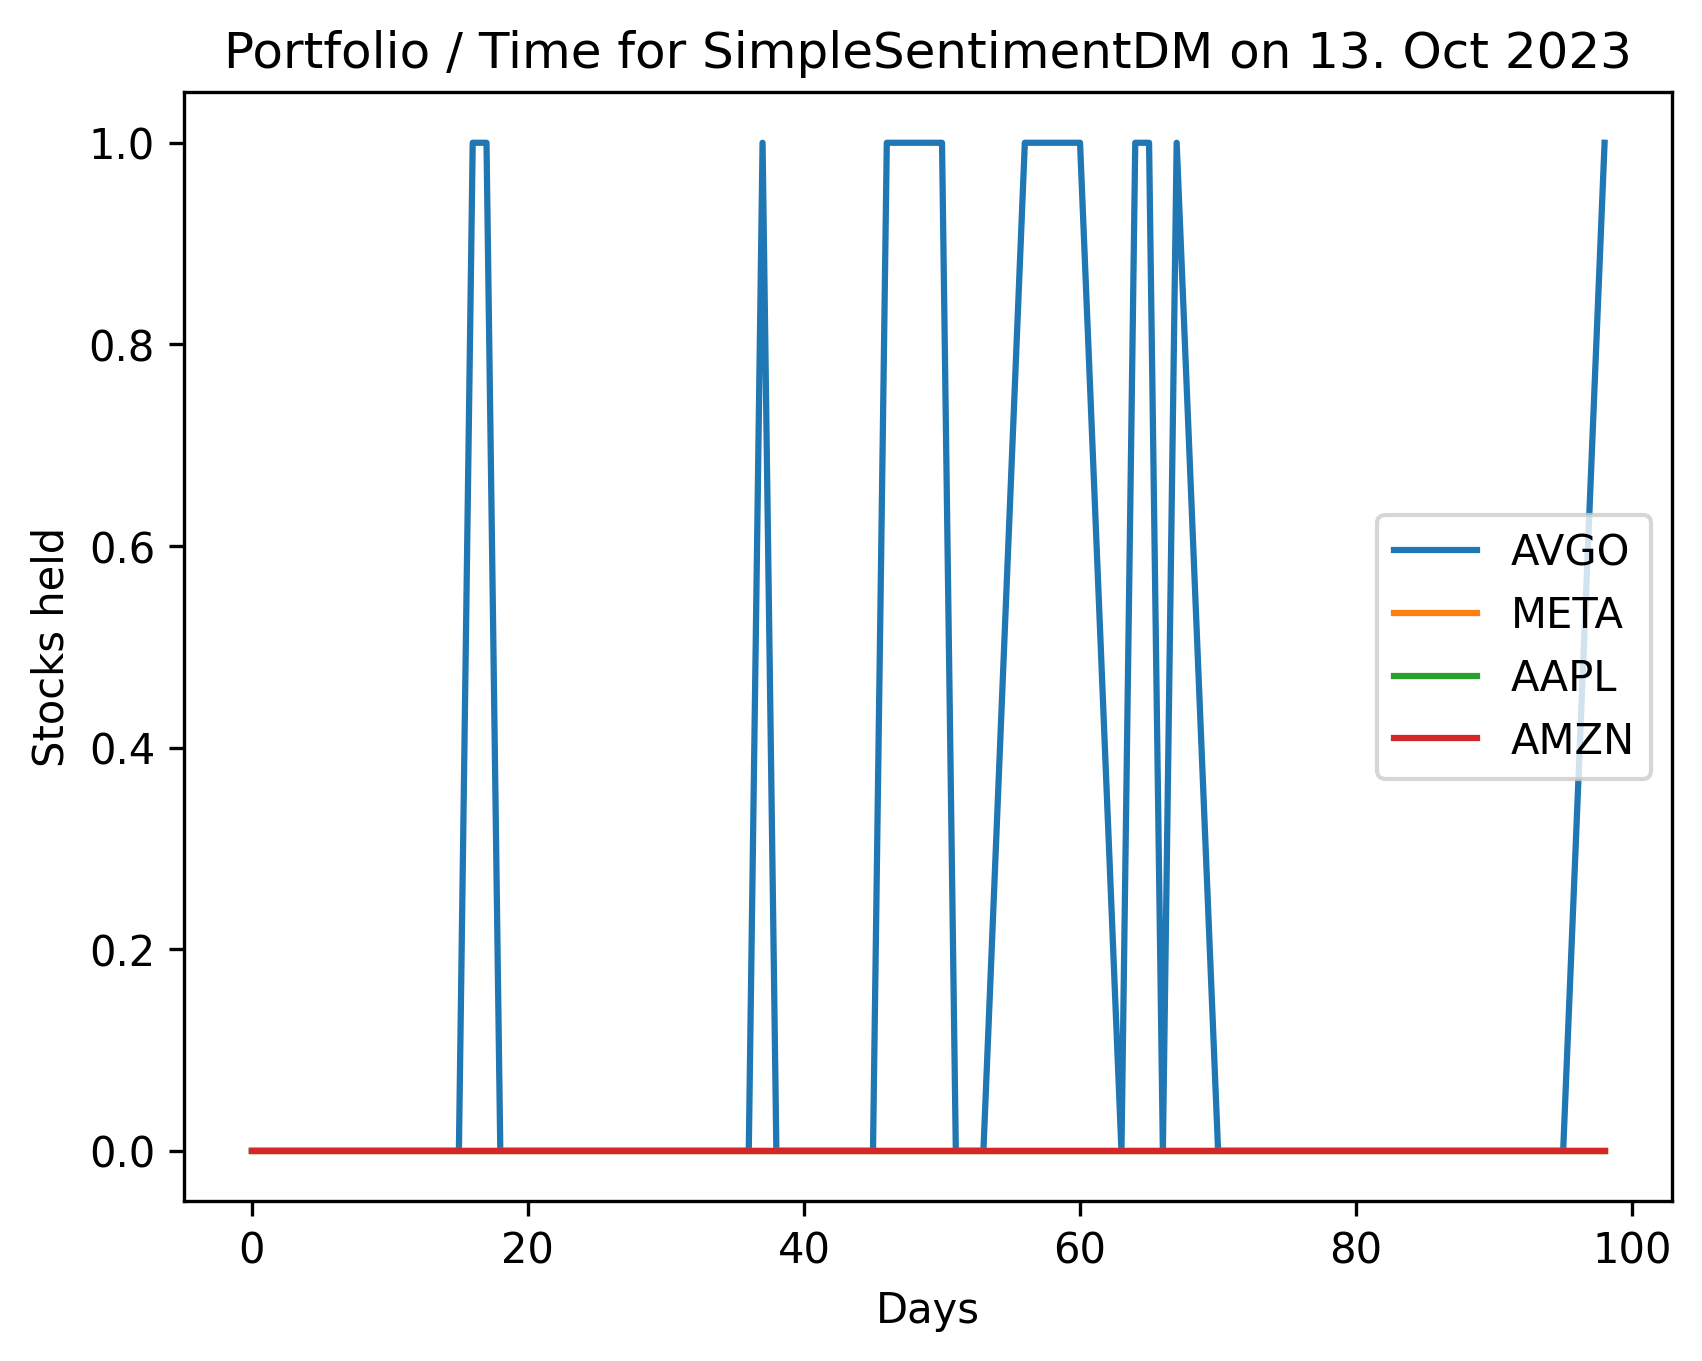 Portfolio / Time for SimpleSentimentDM on 13. Oct 2023
1.0
0.8
0.6
0.4
0.2
0.0
Stocks held
AVGO
META
AAPL
AMZN
0 20 40 60 80 100
Days